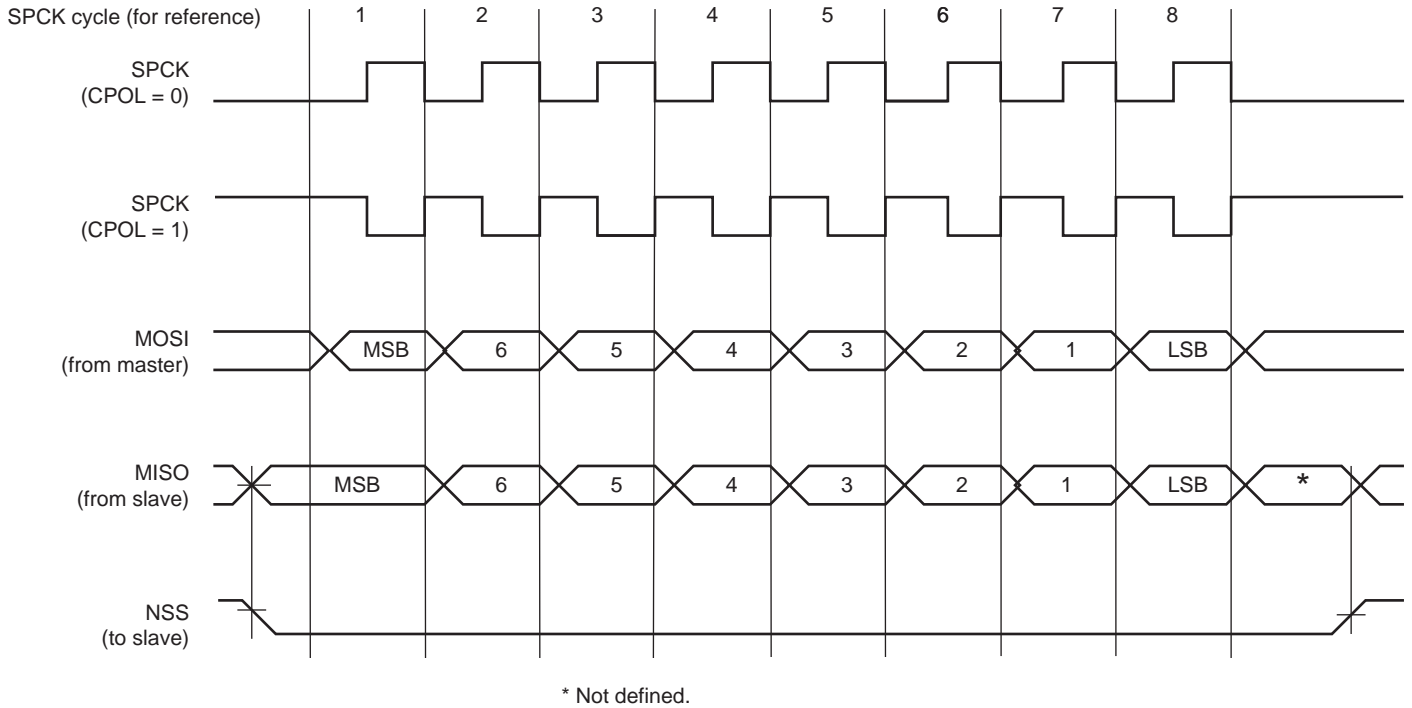 SPCK cycle (for reference) 1 2 3 4 5 6 7 8
SPCK
(CPOL = 0)
SPCK
(CPOL = 1)
MOSI
(from master)
MSB 6 5 4 3 2 1 LSB
MISO
(from slave)
MSB 6 5 4 3 2 1 LSB *
NSS
(to slave)
* Not defined.